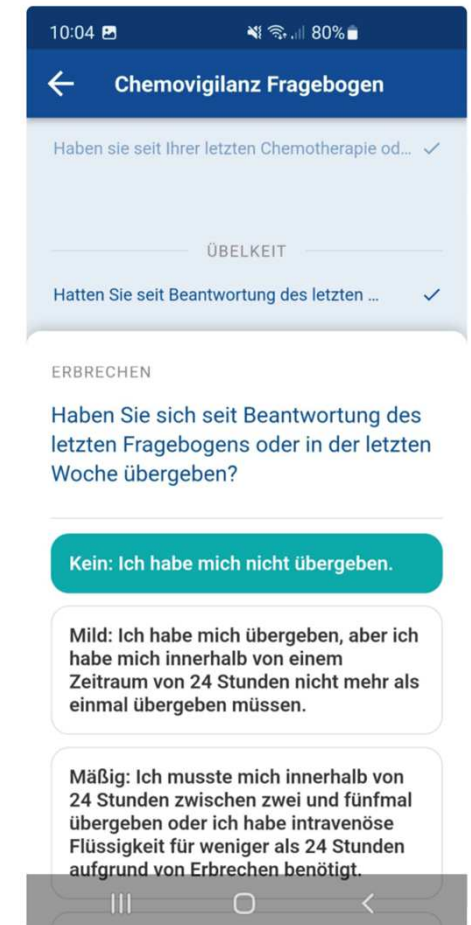 10:04 80%
Chemovigilanz Fragebogen
Haben sie seit Ihrer letzten Chemotherapie od...
ÜBELKEIT
Hatten Sie seit Beantwortung des letzten ...
ERBRECHEN
Haben Sie sich seit Beantwortung des
letzten Fragebogens oder in der letzten
Woche übergeben?
Kein: Ich habe mich nicht übergeben.
Mild: Ich habe mich übergeben, aber ich
habe mich innerhalb von einem
Zeitraum von 24 Stunden nicht mehr als
einmal übergeben müssen.
Mäßig: Ich musste mich innerhalb von
24 Stunden zwischen zwei und fünfmal
übergeben oder ich habe intravenöse
Flüssigkeit für weniger als 24 Stunden
aufgrund von Erbrechen benötigt.